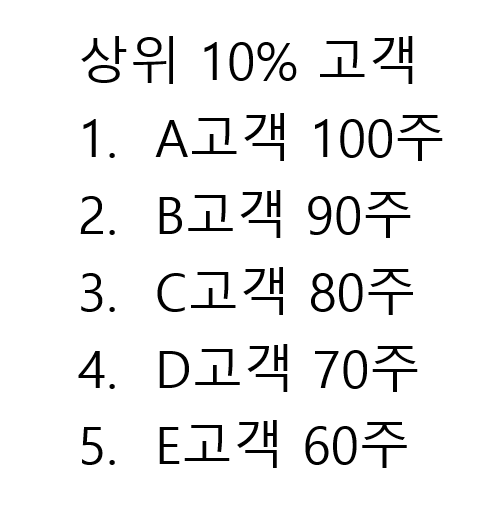 상위 10% 고객
1. A고객 100주
2. B고객 90주
3. C고객 80주
4. D고객 70주
5. E고객 60주